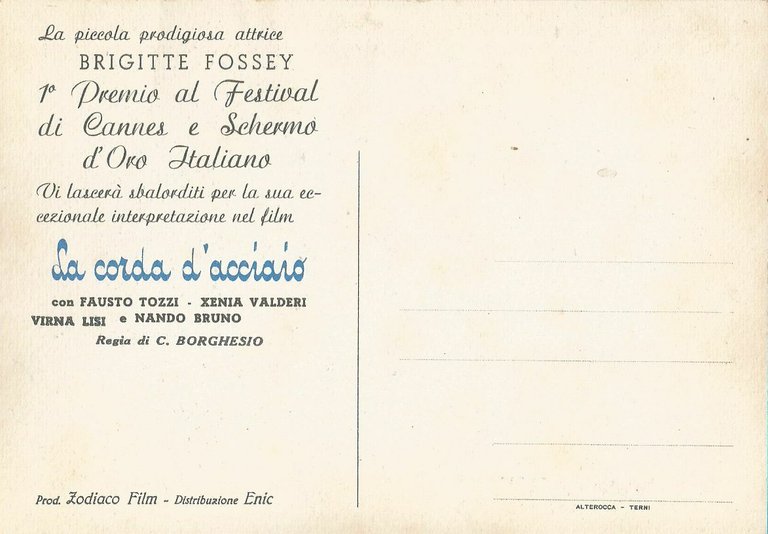 La piccola prodigiosa attrice
BRIGITTE FOSSEY
1º Premio al Festival
di Cannes e Schermo
d'Oro Italiano
Vi lascerà sbalorditi per la sua ec-
cezionale interpretazione nel film
La corda d'acciaio
con FAUSTO TOZZI - XENIA VALDERI
VIRNA LISI e NANDO BRUNO
Regia di C. BORGHESIO
Prod. Zodiaco Film - Distribuzione Enic
ALTEROCCA - TERNI